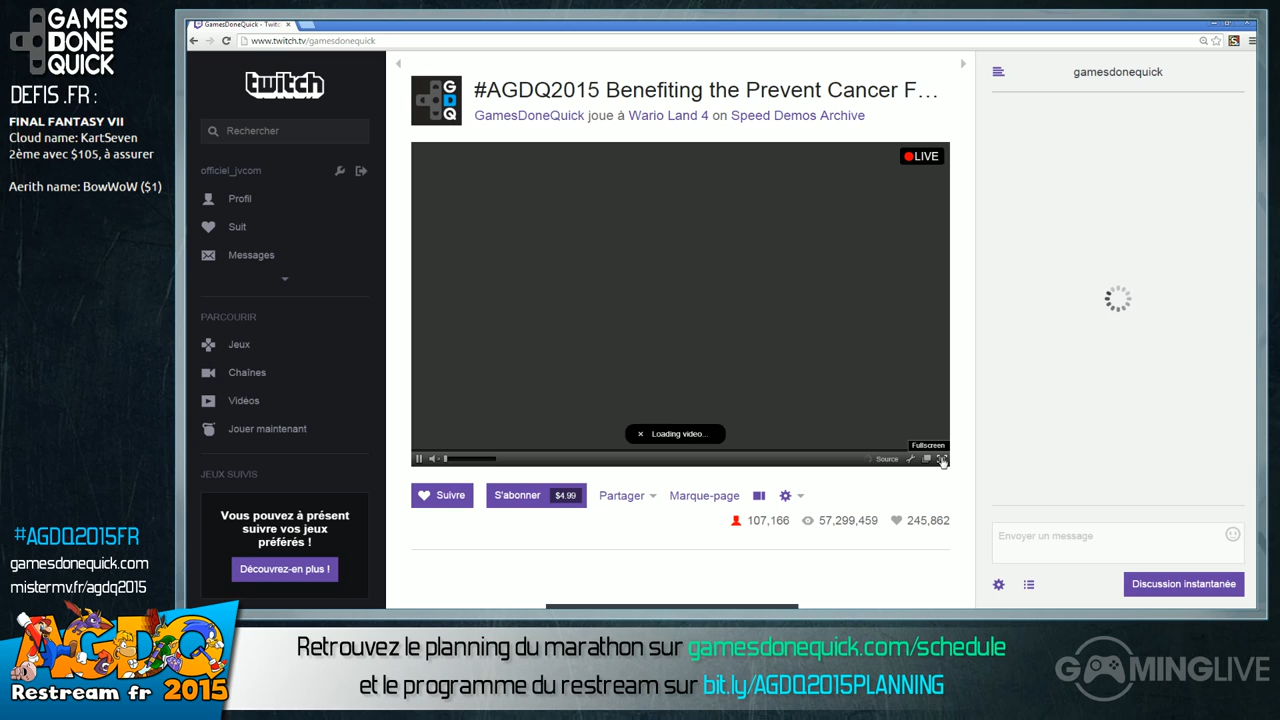 GAMES
DONE
QUICK
DEFIS .FR :
FINAL FANTASY VII
Cloud name: KartSeven
2ème avec $105, à assurer
Aerith name: BowWoW ($1)
#AGDQ2015FR
gamesdonequick.com
mistermv.fr/agdq2015
AGDQ
Restream fr 2015
GamesDoneQuick - Twitc
www.twitch.tv/gamesdonequick
twitch
Rechercher
officiel_jvcom
Profil
Suit
Messages
PARCOURIR
Jeux
Chaînes
Vidéos
Jouer maintenant
JEUX SUIVIS
Vous pouvez à présent
suivre vos jeux
préférés !
Découvrez-en plus !
GDQ
#AGDQ2015 Benefiting the Prevent Cancer F…
GamesDoneQuick joue à Wario Land 4 on Speed Demos Archive
LIVE
Loading video...
Fullscreen
Source
Suivre
S'abonner $4.99
Partager
Marque-page
107,166 57,299,459 245,862
gamesdonequick
Envoyer un message
Discussion instantanée
Retrouvez le planning du marathon sur gamesdonequick.com/schedule
et le programme du restream sur bit.ly/AGDQ2015PLANNING
GAMINGLIVE